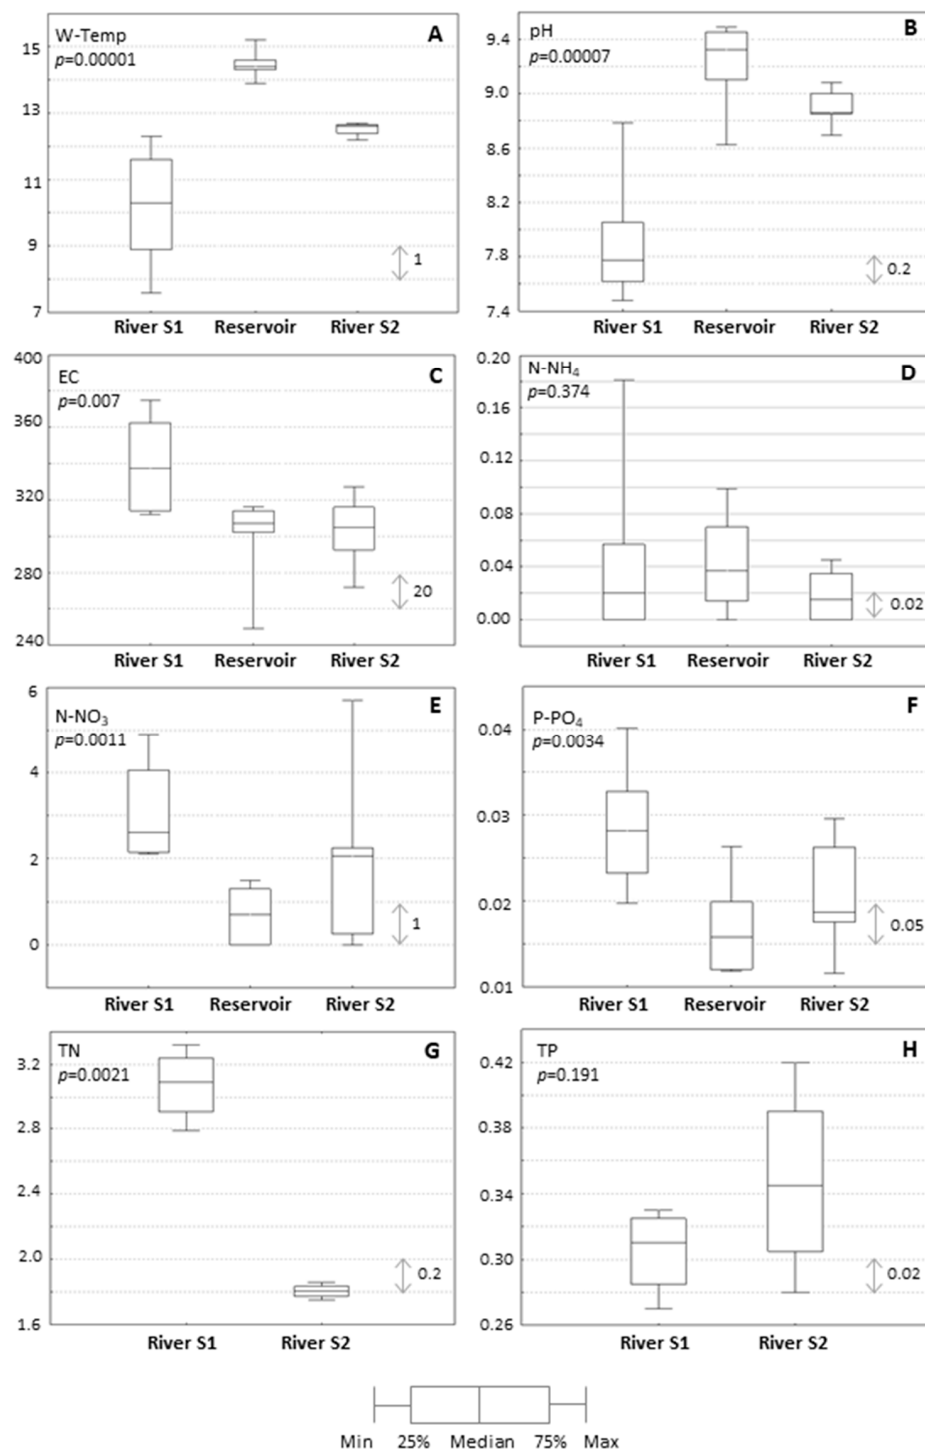 W-Temp A
p=0.00001
15
13
11
9
7
1
River S1 Reservoir River S2
pH B
p=0.00007
9.4
9.0
8.6
8.2
7.8
7.4
0.2
River S1 Reservoir River S2
EC C
p=0.007
400
360
320
280
240
20
River S1 Reservoir River S2
N-NH₄ D
p=0.374
0.20
0.16
0.12
0.08
0.04
0.00
0.02
River S1 Reservoir River S2
N-NO₃ E
p=0.0011
6
4
2
0
1
River S1 Reservoir River S2
P-PO₄ F
p=0.0034
0.04
0.03
0.02
0.01
0.05
River S1 Reservoir River S2
TN G
p=0.0021
3.2
2.8
2.4
2.0
1.6
0.2
River S1 River S2
TP H
p=0.191
0.42
0.38
0.34
0.30
0.26
0.02
River S1 River S2
Min 25% Median 75% Max